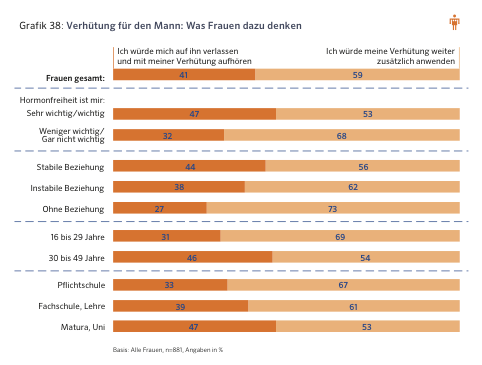 Grafik 38: Verhütung für den Mann: Was Frauen dazu denken
Ich würde mich auf ihn verlassen
und mit meiner Verhütung aufhören
Ich würde meine Verhütung weiter
zusätzlich anwenden
Frauen gesamt: 41 59
Hormonfreiheit ist mir:
Sehr wichtig/wichtig 47 53
Weniger wichtig/
Gar nicht wichtig 32 68
Stabile Beziehung 44 56
Instabile Beziehung 38 62
Ohne Beziehung 27 73
16 bis 29 Jahre 31 69
30 bis 49 Jahre 46 54
Pflichtschule 33 67
Fachschule, Lehre 39 61
Matura, Uni 47 53
Basis: Alle Frauen, n=881, Angaben in %